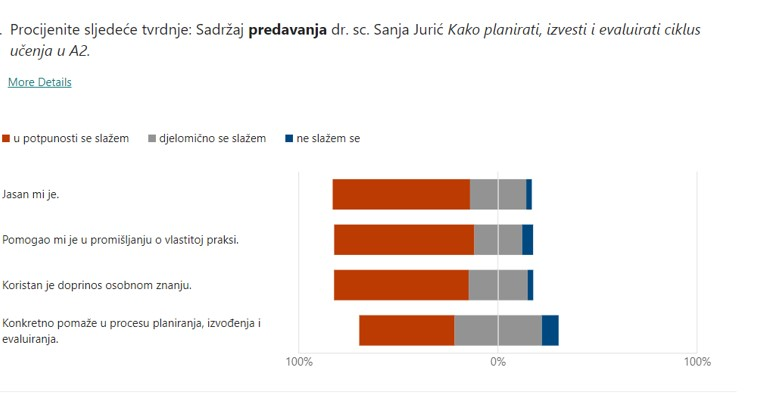 . Procijenite sljedeće tvrdnje: Sadržaj predavanja dr. sc. Sanja Jurić Kako planirati, izvesti i evaluirati ciklus
učenja u A2.
More Details
u potpunosti se slažem djelomično se slažem ne slažem se
Jasan mi je.
Pomogao mi je u promišljanju o vlastitoj praksi.
Koristan je doprinos osobnom znanju.
Konkretno pomaže u procesu planiranja, izvođenja i
evaluiranja.
100% 0% 100%